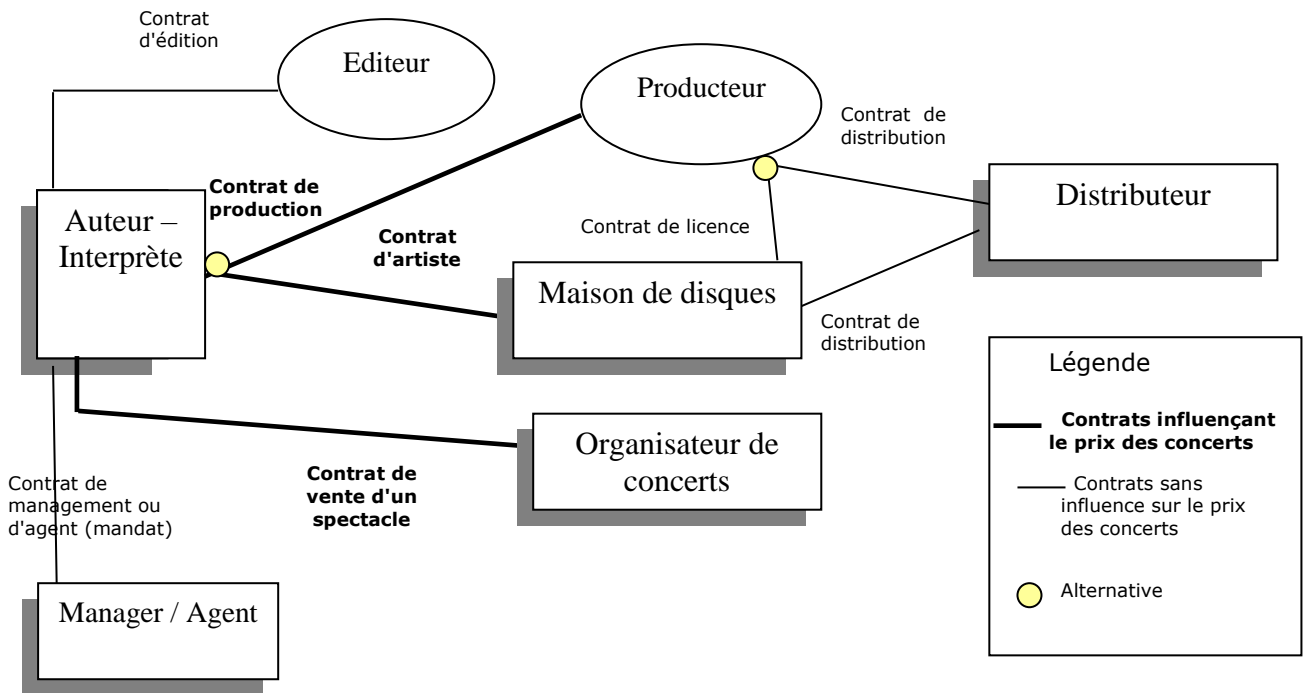 Contrat
d'édition
Editeur
Producteur
Contrat de
distribution
Distributeur
Contrat de
production
Auteur –
Interprète
Contrat
d'artiste
Contrat de licence
Maison de disques
Contrat de
distribution
Légende
Contrats influençant
le prix des concerts
Contrats sans
influence sur le prix
des concerts
Alternative
Organisateur de
concerts
Contrat de
vente d'un
spectacle
Contrat de
management ou
d'agent (mandat)
Manager / Agent